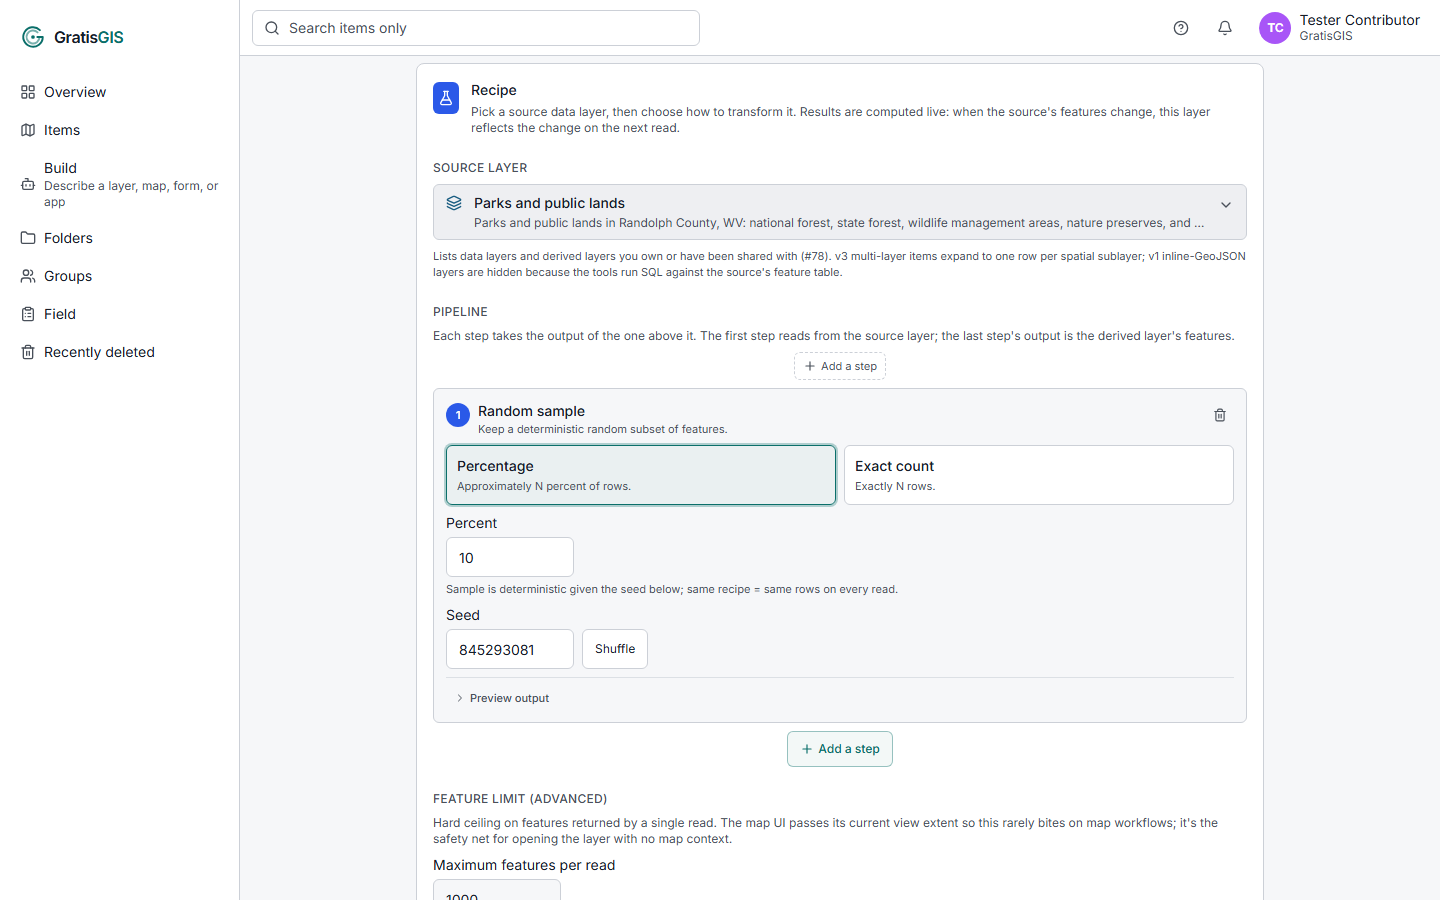 GratisGIS
Search items only
TC
Tester Contributor
GratisGIS
Overview
Items
Build
Describe a layer, map, form, or
app
Folders
Groups
Field
Recently deleted
Recipe
Pick a source data layer, then choose how to transform it. Results are computed live: when the source's features change, this layer
reflects the change on the next read.
SOURCE LAYER
Parks and public lands
Parks and public lands in Randolph County, WV: national forest, state forest, wildlife management areas, nature preserves, and ...
Lists data layers and derived layers you own or have been shared with (#78). v3 multi-layer items expand to one row per spatial sublayer; v1 inline-GeoJSON
layers are hidden because the tools run SQL against the source's feature table.
PIPELINE
Each step takes the output of the one above it. The first step reads from the source layer; the last step's output is the derived layer's features.
Add a step
1
Random sample
Keep a deterministic random subset of features.
Percentage
Approximately N percent of rows.
Exact count
Exactly N rows.
Percent
10
Sample is deterministic given the seed below; same recipe = same rows on every read.
Seed
845293081
Shuffle
Preview output
Add a step
FEATURE LIMIT (ADVANCED)
Hard ceiling on features returned by a single read. The map UI passes its current view extent so this rarely bites on map workflows; it's the
safety net for opening the layer with no map context.
Maximum features per read
1000